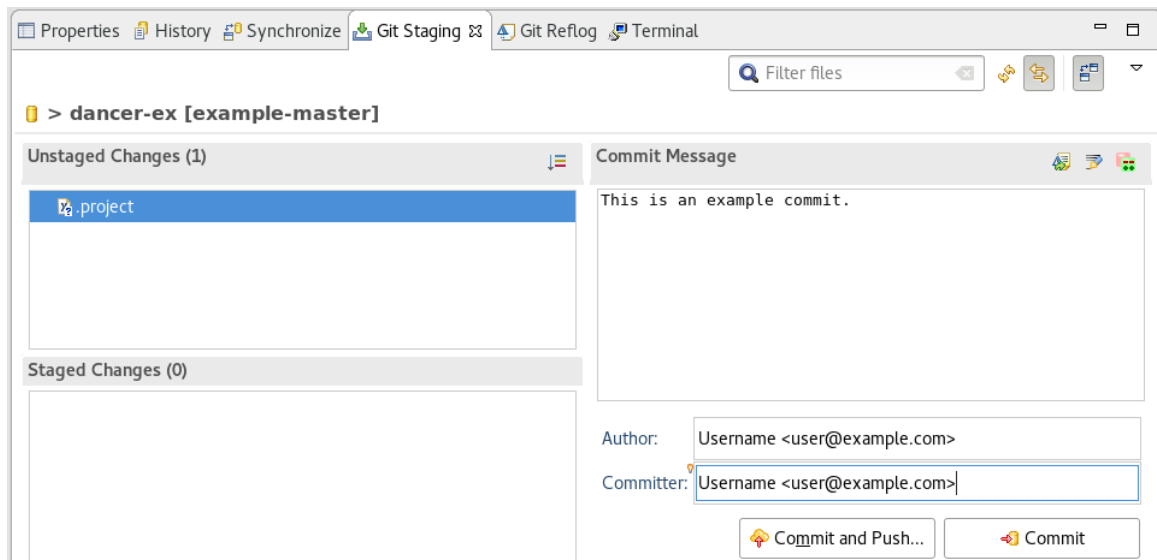 Properties History Synchronize Git Staging Git Reflog Terminal
Filter files
> dancer-ex [example-master]
Unstaged Changes (1)
.project
Staged Changes (0)
Commit Message
This is an example commit.
Author: Username <user@example.com>
Committer: Username <user@example.com>
Commit and Push... Commit